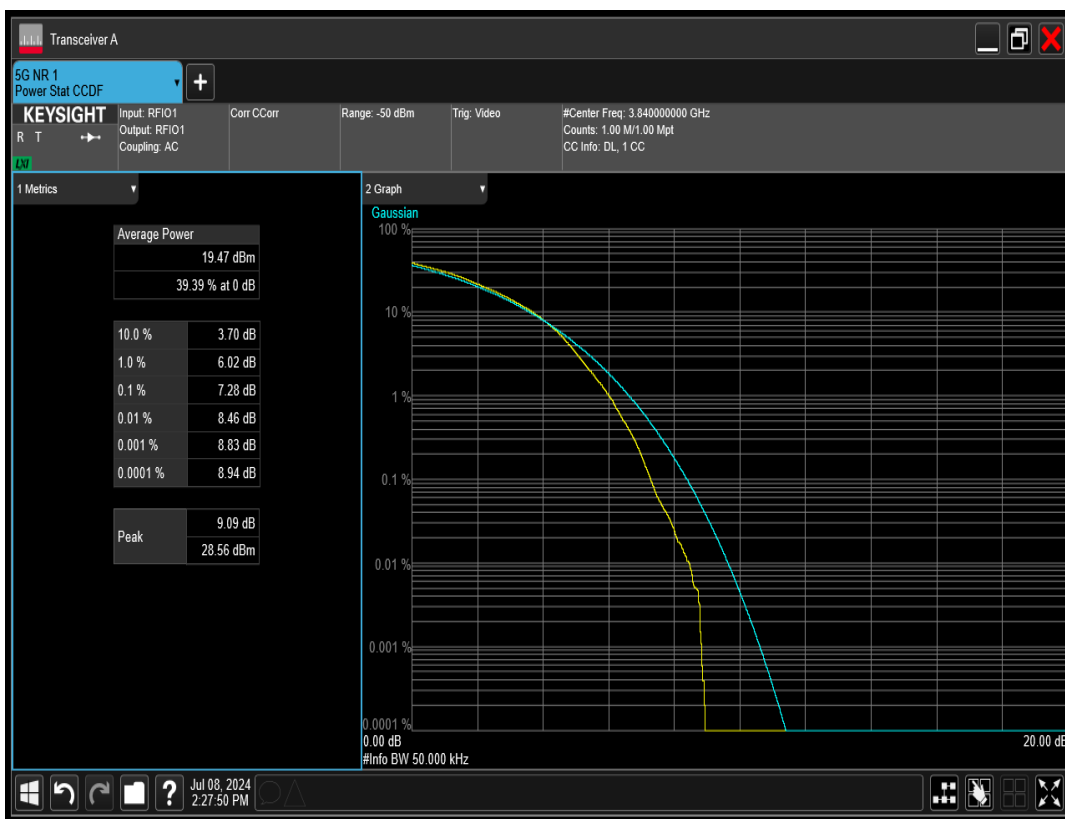 Transceiver A
5G NR 1
Power Stat CCDF
KEYSIGHT
R T
LXI
Input: RFIO1
Output: RFIO1
Coupling: AC
Corr CCorr
Range: -50 dBm
Trig: Video
#Center Freq: 3.840000000 GHz
Counts: 1.00 M/1.00 Mpt
CC Info: DL, 1 CC
1 Metrics
Average Power
19.47 dBm
39.39 % at 0 dB
10.0 % 3.70 dB
1.0 % 6.02 dB
0.1 % 7.28 dB
0.01 % 8.46 dB
0.001 % 8.83 dB
0.0001 % 8.94 dB
Peak
9.09 dB
28.56 dBm
2 Graph
Gaussian
100 %
10 %
1 %
0.1 %
0.01 %
0.001 %
0.0001 %
0.00 dB 20.00 dB
#Info BW 50.000 kHz
?
Jul 08, 2024
2:27:50 PM